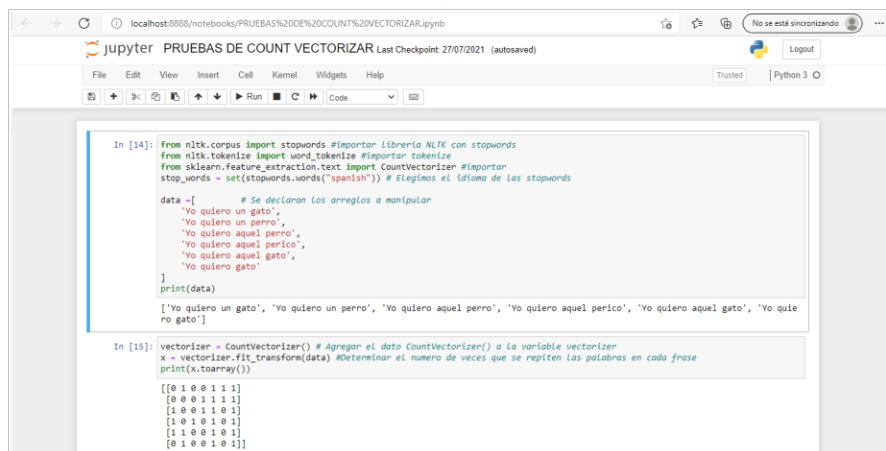 localhost:8888/notebooks/PRUEBAS%20DE%20COUNT%20VECTORIZAR.ipynb
No se está sincronizando
jupyter PRUEBAS DE COUNT VECTORIZAR Last Checkpoint: 27/07/2021 (autosaved)
Logout
File Edit View Insert Cell Kernel Widgets Help
Trusted
Python 3
Run
Code
In [14]: from nltk.corpus import stopwords #importar libreria NLTK con stopwords
from nltk.tokenize import word_tokenize #importar tokenize
from sklearn.feature_extraction.text import CountVectorizer #importar
stop_words = set(stopwords.words("spanish")) # Elegimos el idioma de las stopwords
data =[ # Se declaran los arreglos a manipular
'Yo quiero un gato',
'Yo quiero un perro',
'Yo quiero aquel perro',
'Yo quiero aquel perico',
'Yo quiero aquel gato',
'Yo quiero gato'
]
print(data)
['Yo quiero un gato', 'Yo quiero un perro', 'Yo quiero aquel perro', 'Yo quiero aquel perico', 'Yo quiero aquel gato', 'Yo quie
ro gato']
In [15]: vectorizer = CountVectorizer() # Agregar el dato CountVectorizer() a la variable vectorizer
x = vectorizer.fit_transform(data) #Determinar el numero de veces que se repiten las palabras en cada frase
print(x.toarray())
[[0 1 0 0 1 1 1]
[0 0 0 1 1 1 1]
[1 0 0 1 1 0 1]
[1 0 1 0 1 0 1]
[1 1 0 0 1 0 1]
[0 1 0 0 1 0 1]]